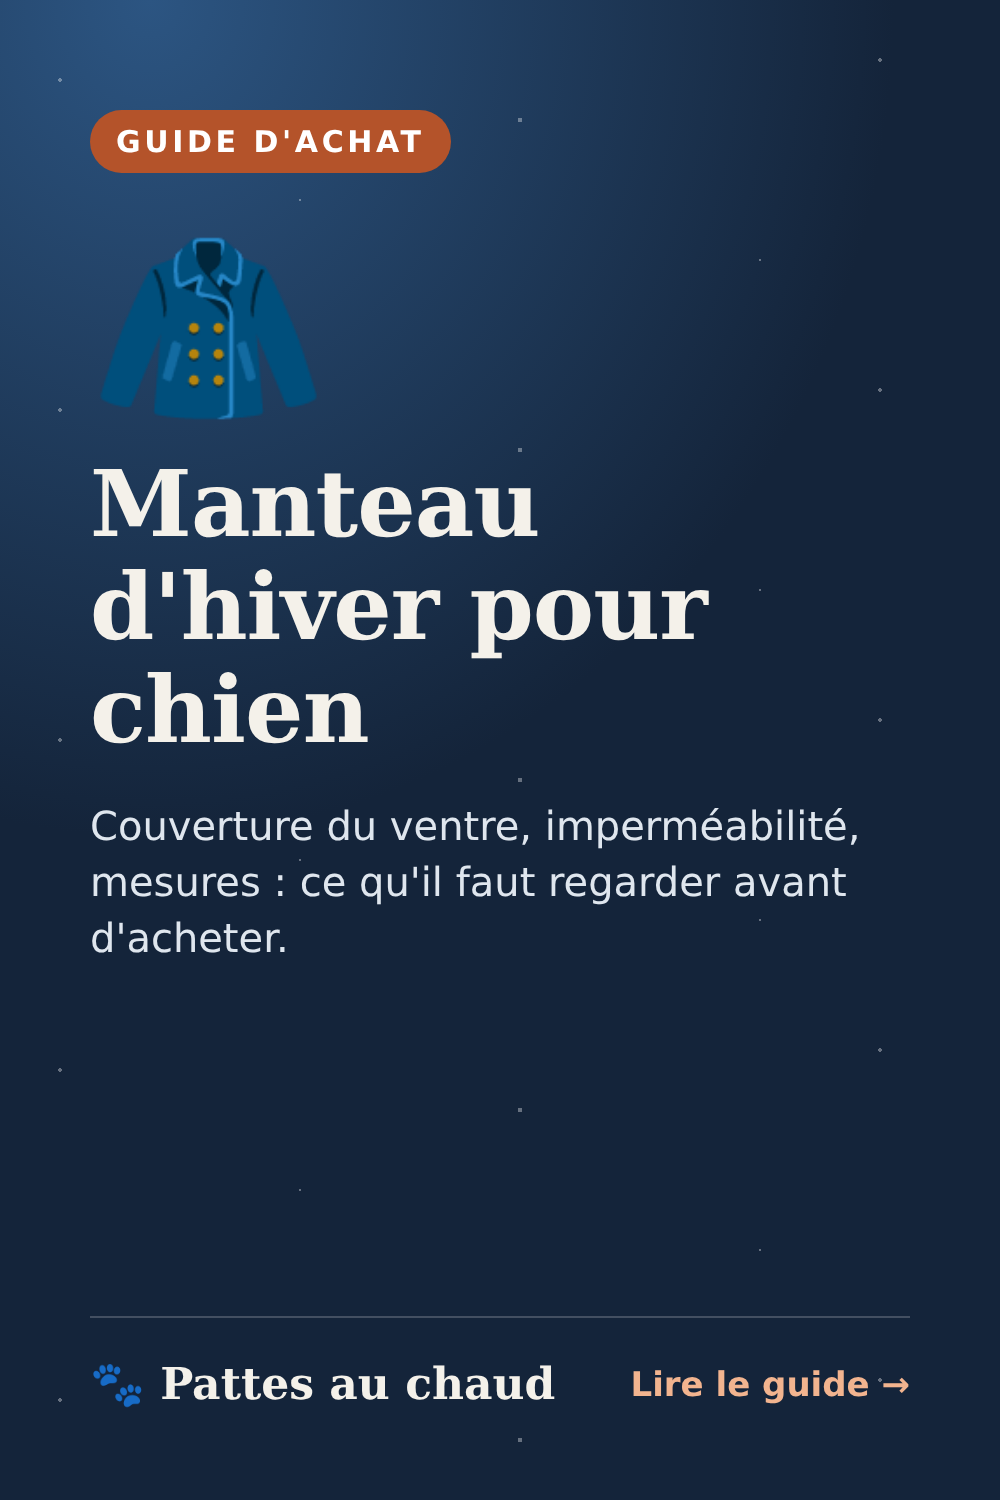 GUIDE D'ACHAT
Manteau
d'hiver pour
chien
Couverture du ventre, imperméabilité,
mesures : ce qu'il faut regarder avant
d'acheter.
Pattes au chaud
Lire le guide →